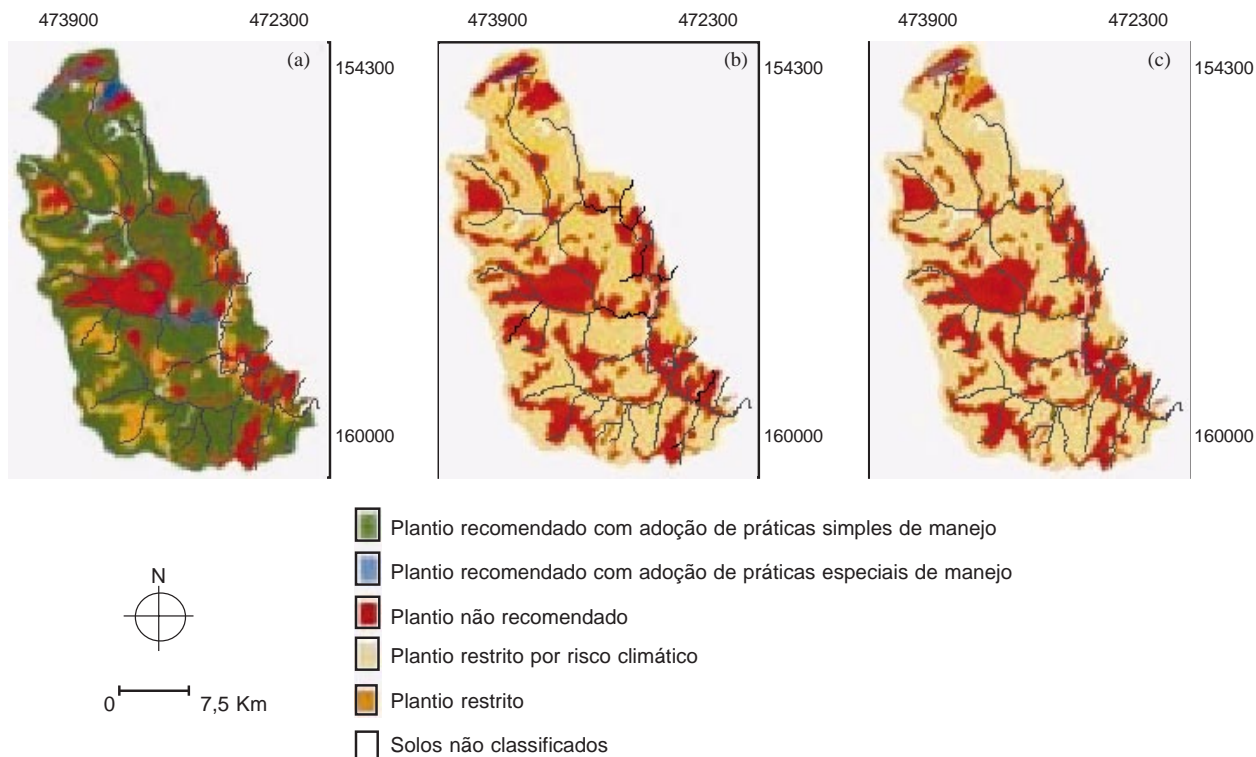 473900 472300 473900 472300 473900 472300
(a) (b) (c)
154300 154300 154300
160000 160000 160000
Plantio recomendado com adoção de práticas simples de manejo
Plantio recomendado com adoção de práticas especiais de manejo
N
Plantio não recomendado
Plantio restrito por risco climático
0 7,5 Km
Plantio restrito
Solos não classificados